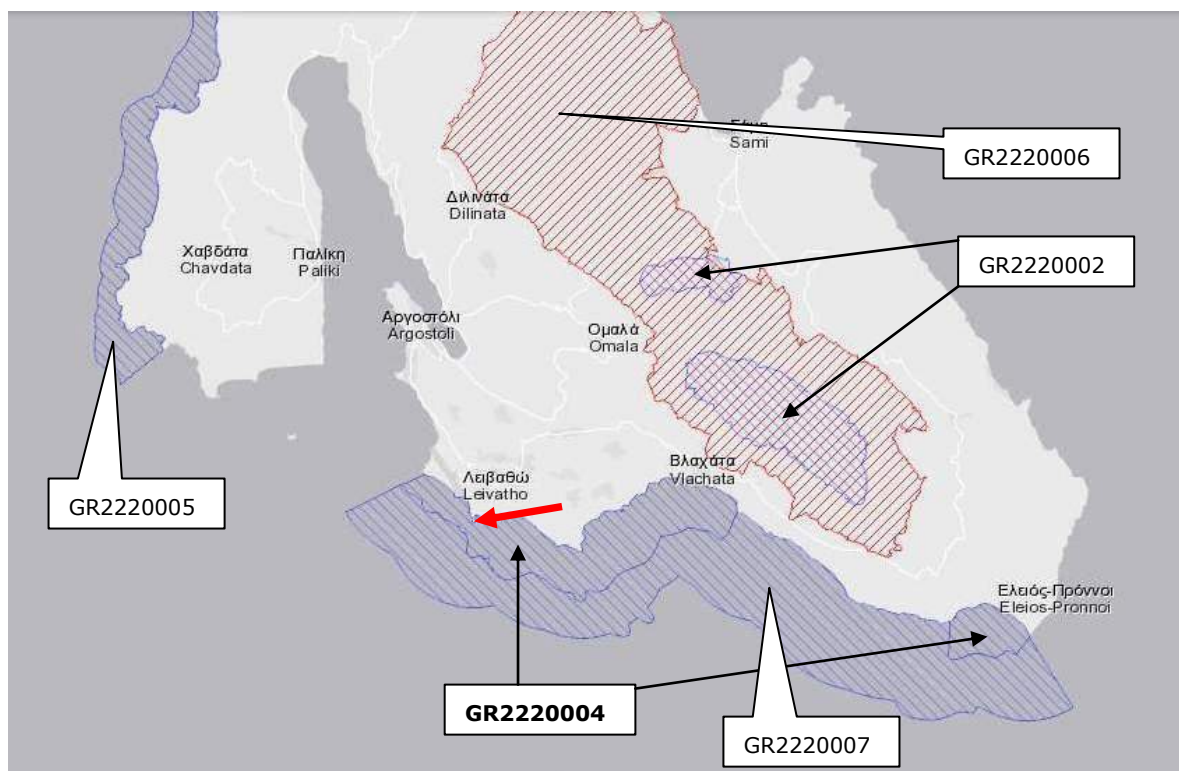 GR2220006
Sami
Διλινάτα
Dilinata
Χαβδάτα
Chavdata
Παλίκη
Paliki
GR2220002
Αργοστόλι
Argostoli
Ομαλά
Omala
Βλαχάτα
Vlachata
Λειβαθώ
Leivatho
GR2220005
Ελειός-Πρόννοι
Eleios-Pronnoi
GR2220004
GR2220007